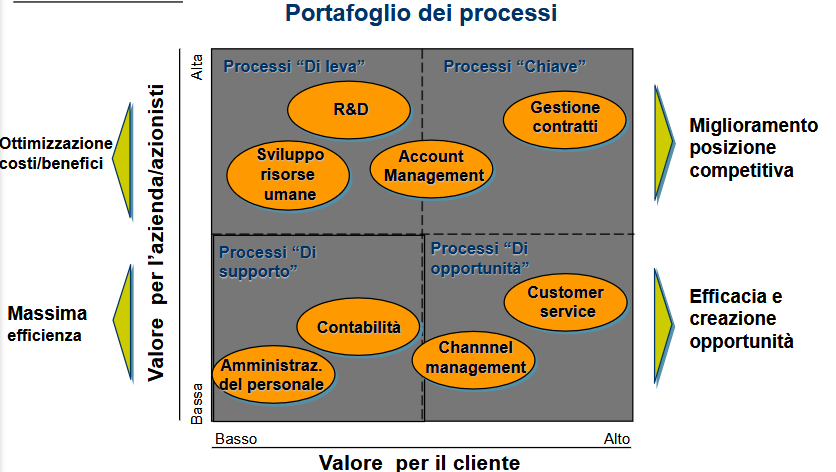 Portafoglio dei processi
Alta
Processi “Di leva”
Processi “Chiave”
R&D
Gestione
contratti
Ottimizzazione
costi/benefici
Sviluppo
risorse
umane
Account
Management
Miglioramento
posizione
competitiva
Valore per l’azienda/azionisti
Processi “Di
supporto”
Processi “Di
opportunità”
Massima
efficienza
Contabilità
Customer
service
Efficacia e
creazione
opportunità
Amministraz.
del personale
Channnel
management
Bassa
Basso
Alto
Valore per il cliente